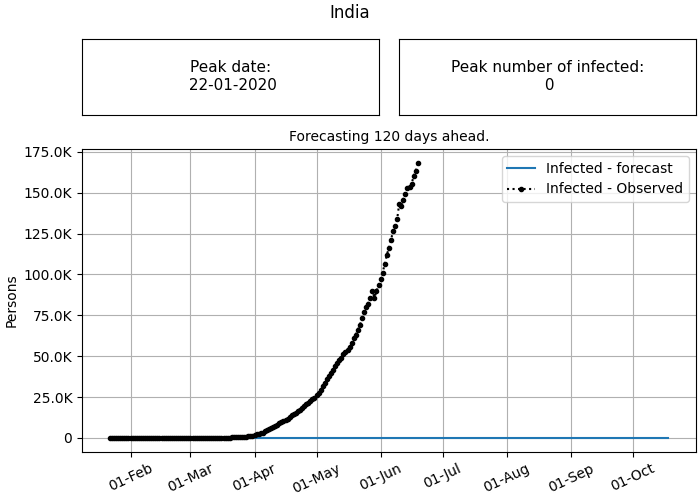 India
Peak date:
22-01-2020
Peak number of infected:
0
Forecasting 120 days ahead.
175.0K
150.0K
125.0K
100.0K
75.0K
50.0K
25.0K
0
Persons
Infected - forecast
Infected - Observed
01-Feb
01-Mar
01-Apr
01-May
01-Jun
01-Jul
01-Aug
01-Sep
01-Oct